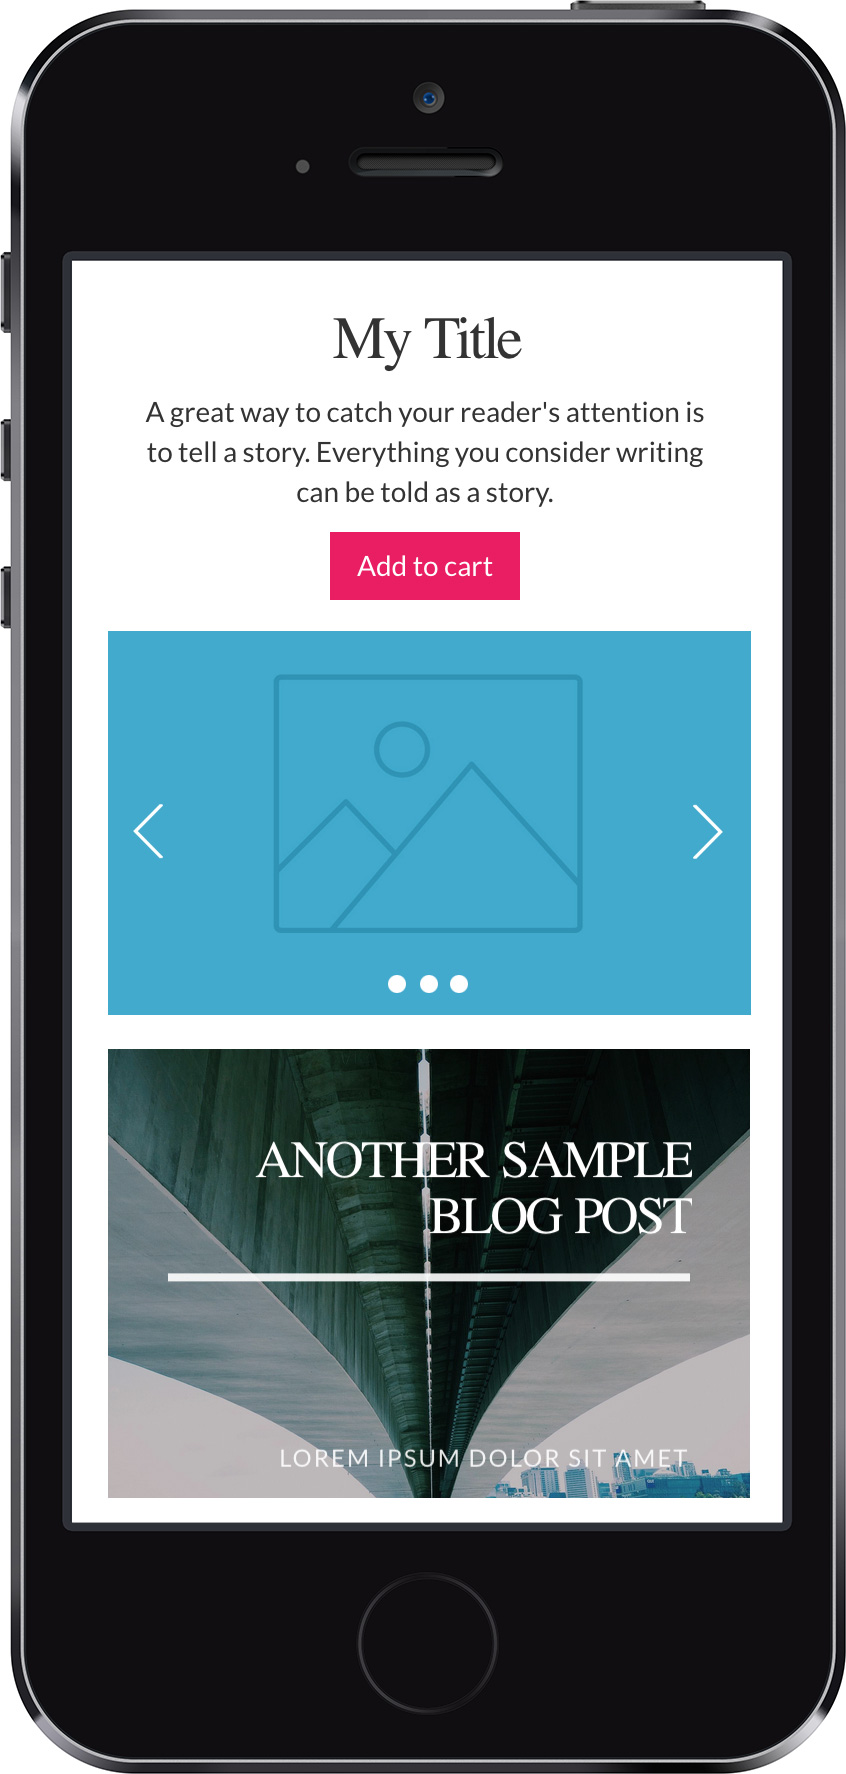 My Title
A great way to catch your reader's attention is
to tell a story. Everything you consider writing
can be told as a story.
Add to cart
ANOTHER SAMPLE
BLOG POST
LOREM IPSUM DOLOR SIT AMET